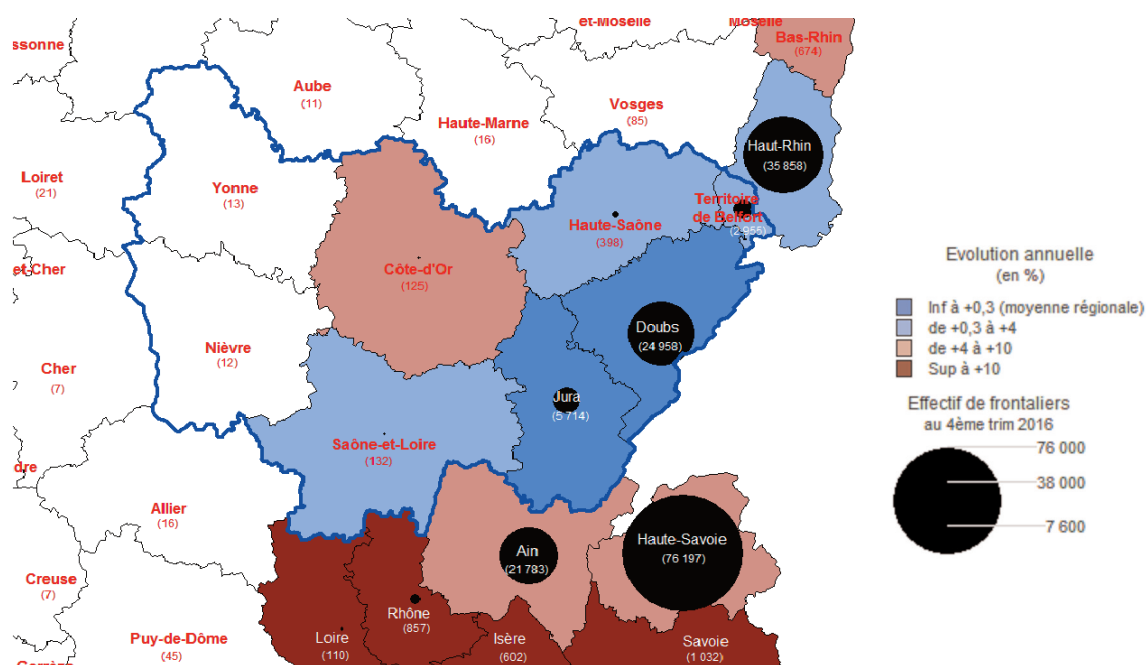 et-Moselle
Moselle
Bas-Rhin
(674)
ssonne
Aube
(11)
Haute-Marne
(16)
Vosges
(85)
Haut-Rhin
(35 858)
Loiret
(21)
Yonne
(13)
Territoire
de Belfort
(2 955)
Haute-Saône
(398)
et-Cher
Côte-d'Or
(125)
Doubs
(24 958)
Nièvre
(12)
Cher
(7)
Jura
(5 714)
Saône-et-Loire
(132)
dre
Allier
(16)
Ain
(21 783)
Haute-Savoie
(76 197)
Creuse
(7)
Rhône
(857)
Puy-de-Dôme
(45)
Loire
(110)
Isère
(602)
Savoie
(1 032)
Evolution annuelle
(en %)
Inf à +0,3 (moyenne régionale)
de +0,3 à +4
de +4 à +10
Sup à +10
Effectif de frontaliers
au 4ème trim 2016
76 000
38 000
7 600